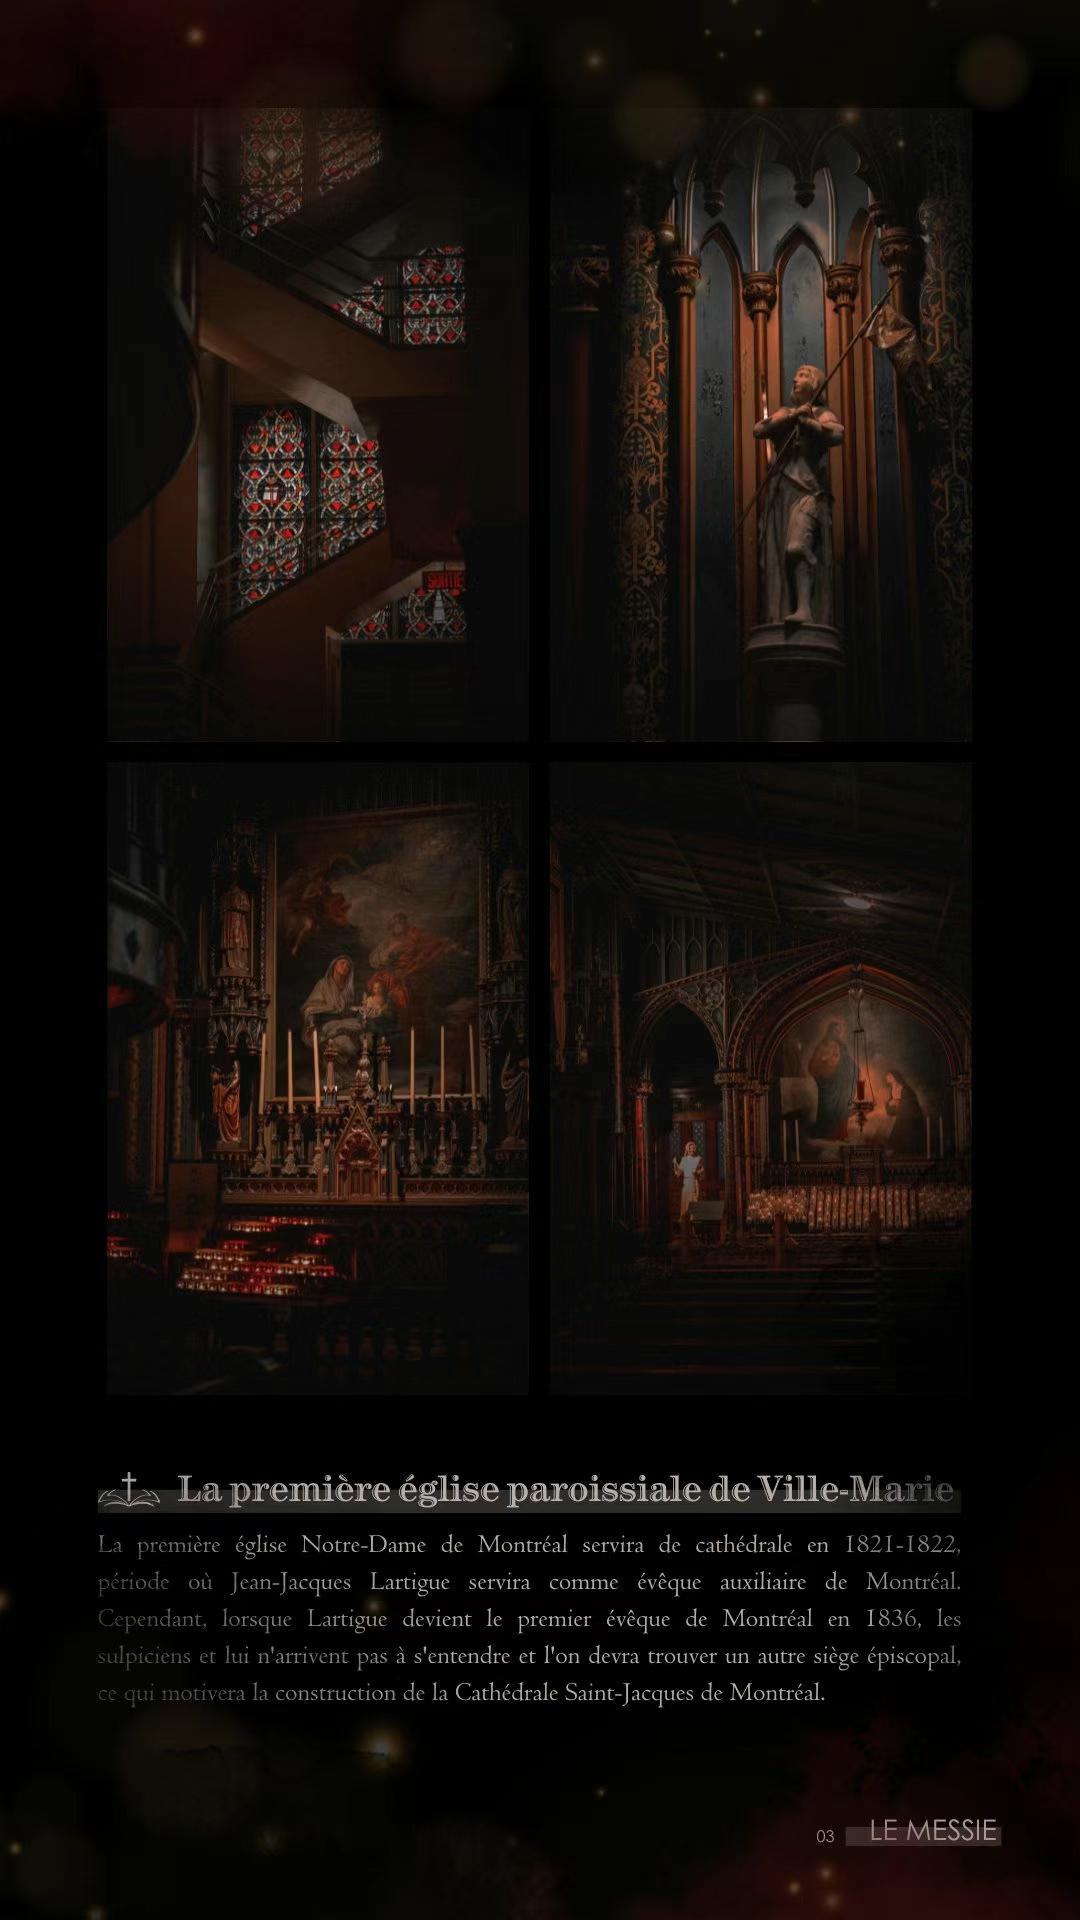 SORTIE
La première église paroissiale de Ville-Marie
La première église Notre-Dame de Montréal servira de cathédrale en 1821-1822,
période où Jean-Jacques Lartigue servira comme évêque auxiliaire de Montréal.
Cependant, lorsque Lartigue devient le premier évêque de Montréal en 1836, les
sulpiciens et lui n'arrivent pas à s'entendre et l'on devra trouver un autre siège épiscopal,
ce qui motivera la construction de la Cathédrale Saint-Jacques de Montréal.
03 LE MESSIE